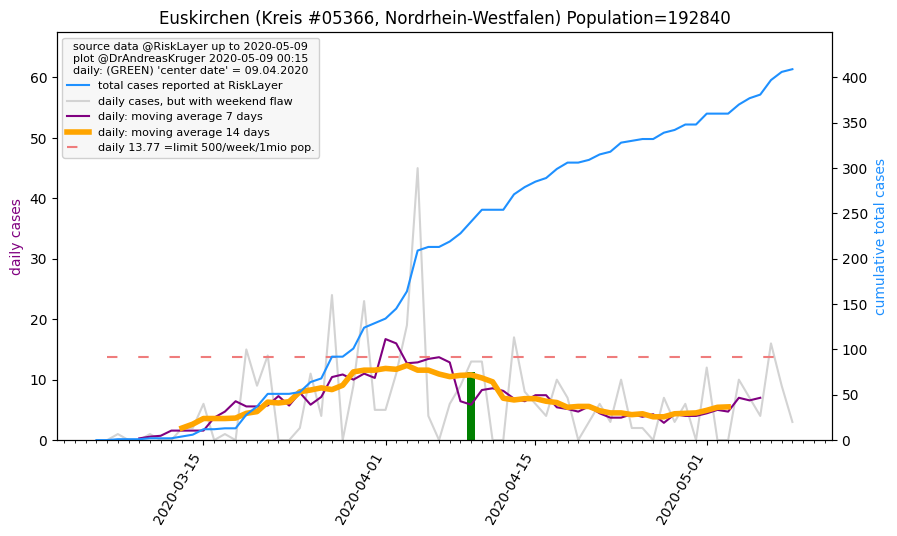 Euskirchen (Kreis #05366, Nordrhein-Westfalen) Population=192840
source data @RiskLayer up to 2020-05-09
plot @DrAndreasKruger 2020-05-09 00:15
daily: (GREEN) 'center date' = 09.04.2020
total cases reported at RiskLayer
daily cases, but with weekend flaw
daily: moving average 7 days
daily: moving average 14 days
daily 13.77 =limit 500/week/1mio pop.
daily cases
60
50
40
30
20
10
0
400
350
300
250
200
150
100
50
0
cumulative total cases
2020-03-15
2020-04-01
2020-04-15
2020-05-01